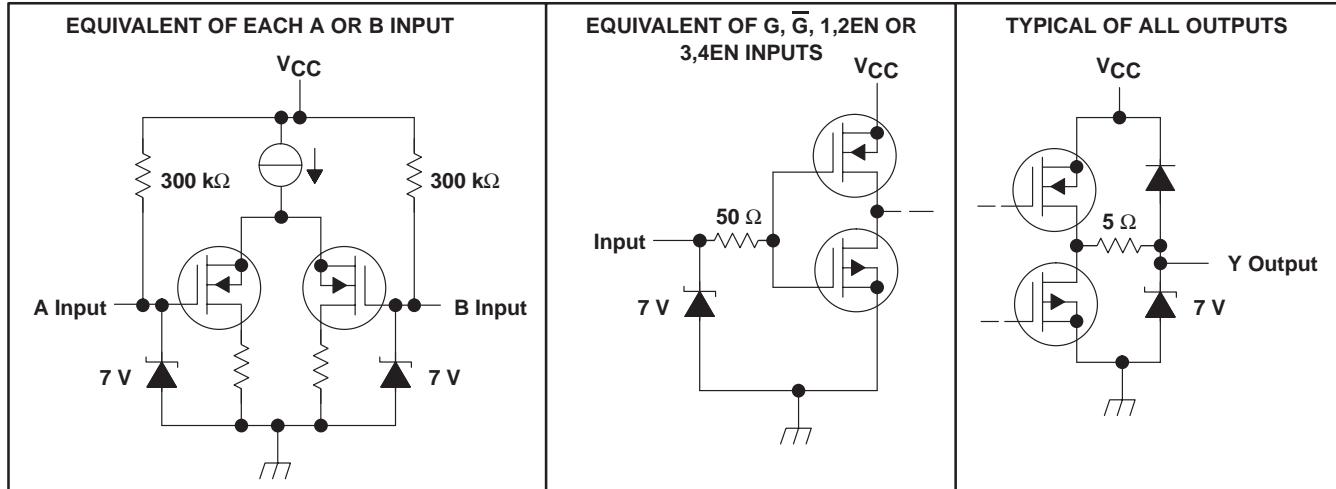 EQUIVALENT OF EACH A OR B INPUT
VCC
300 kΩ
300 kΩ
A Input
B Input
7 V
7 V
EQUIVALENT OF G, G̅, 1,2EN OR
3,4EN INPUTS
VCC
50 Ω
Input
7 V
TYPICAL OF ALL OUTPUTS
VCC
5 Ω
Y Output
7 V